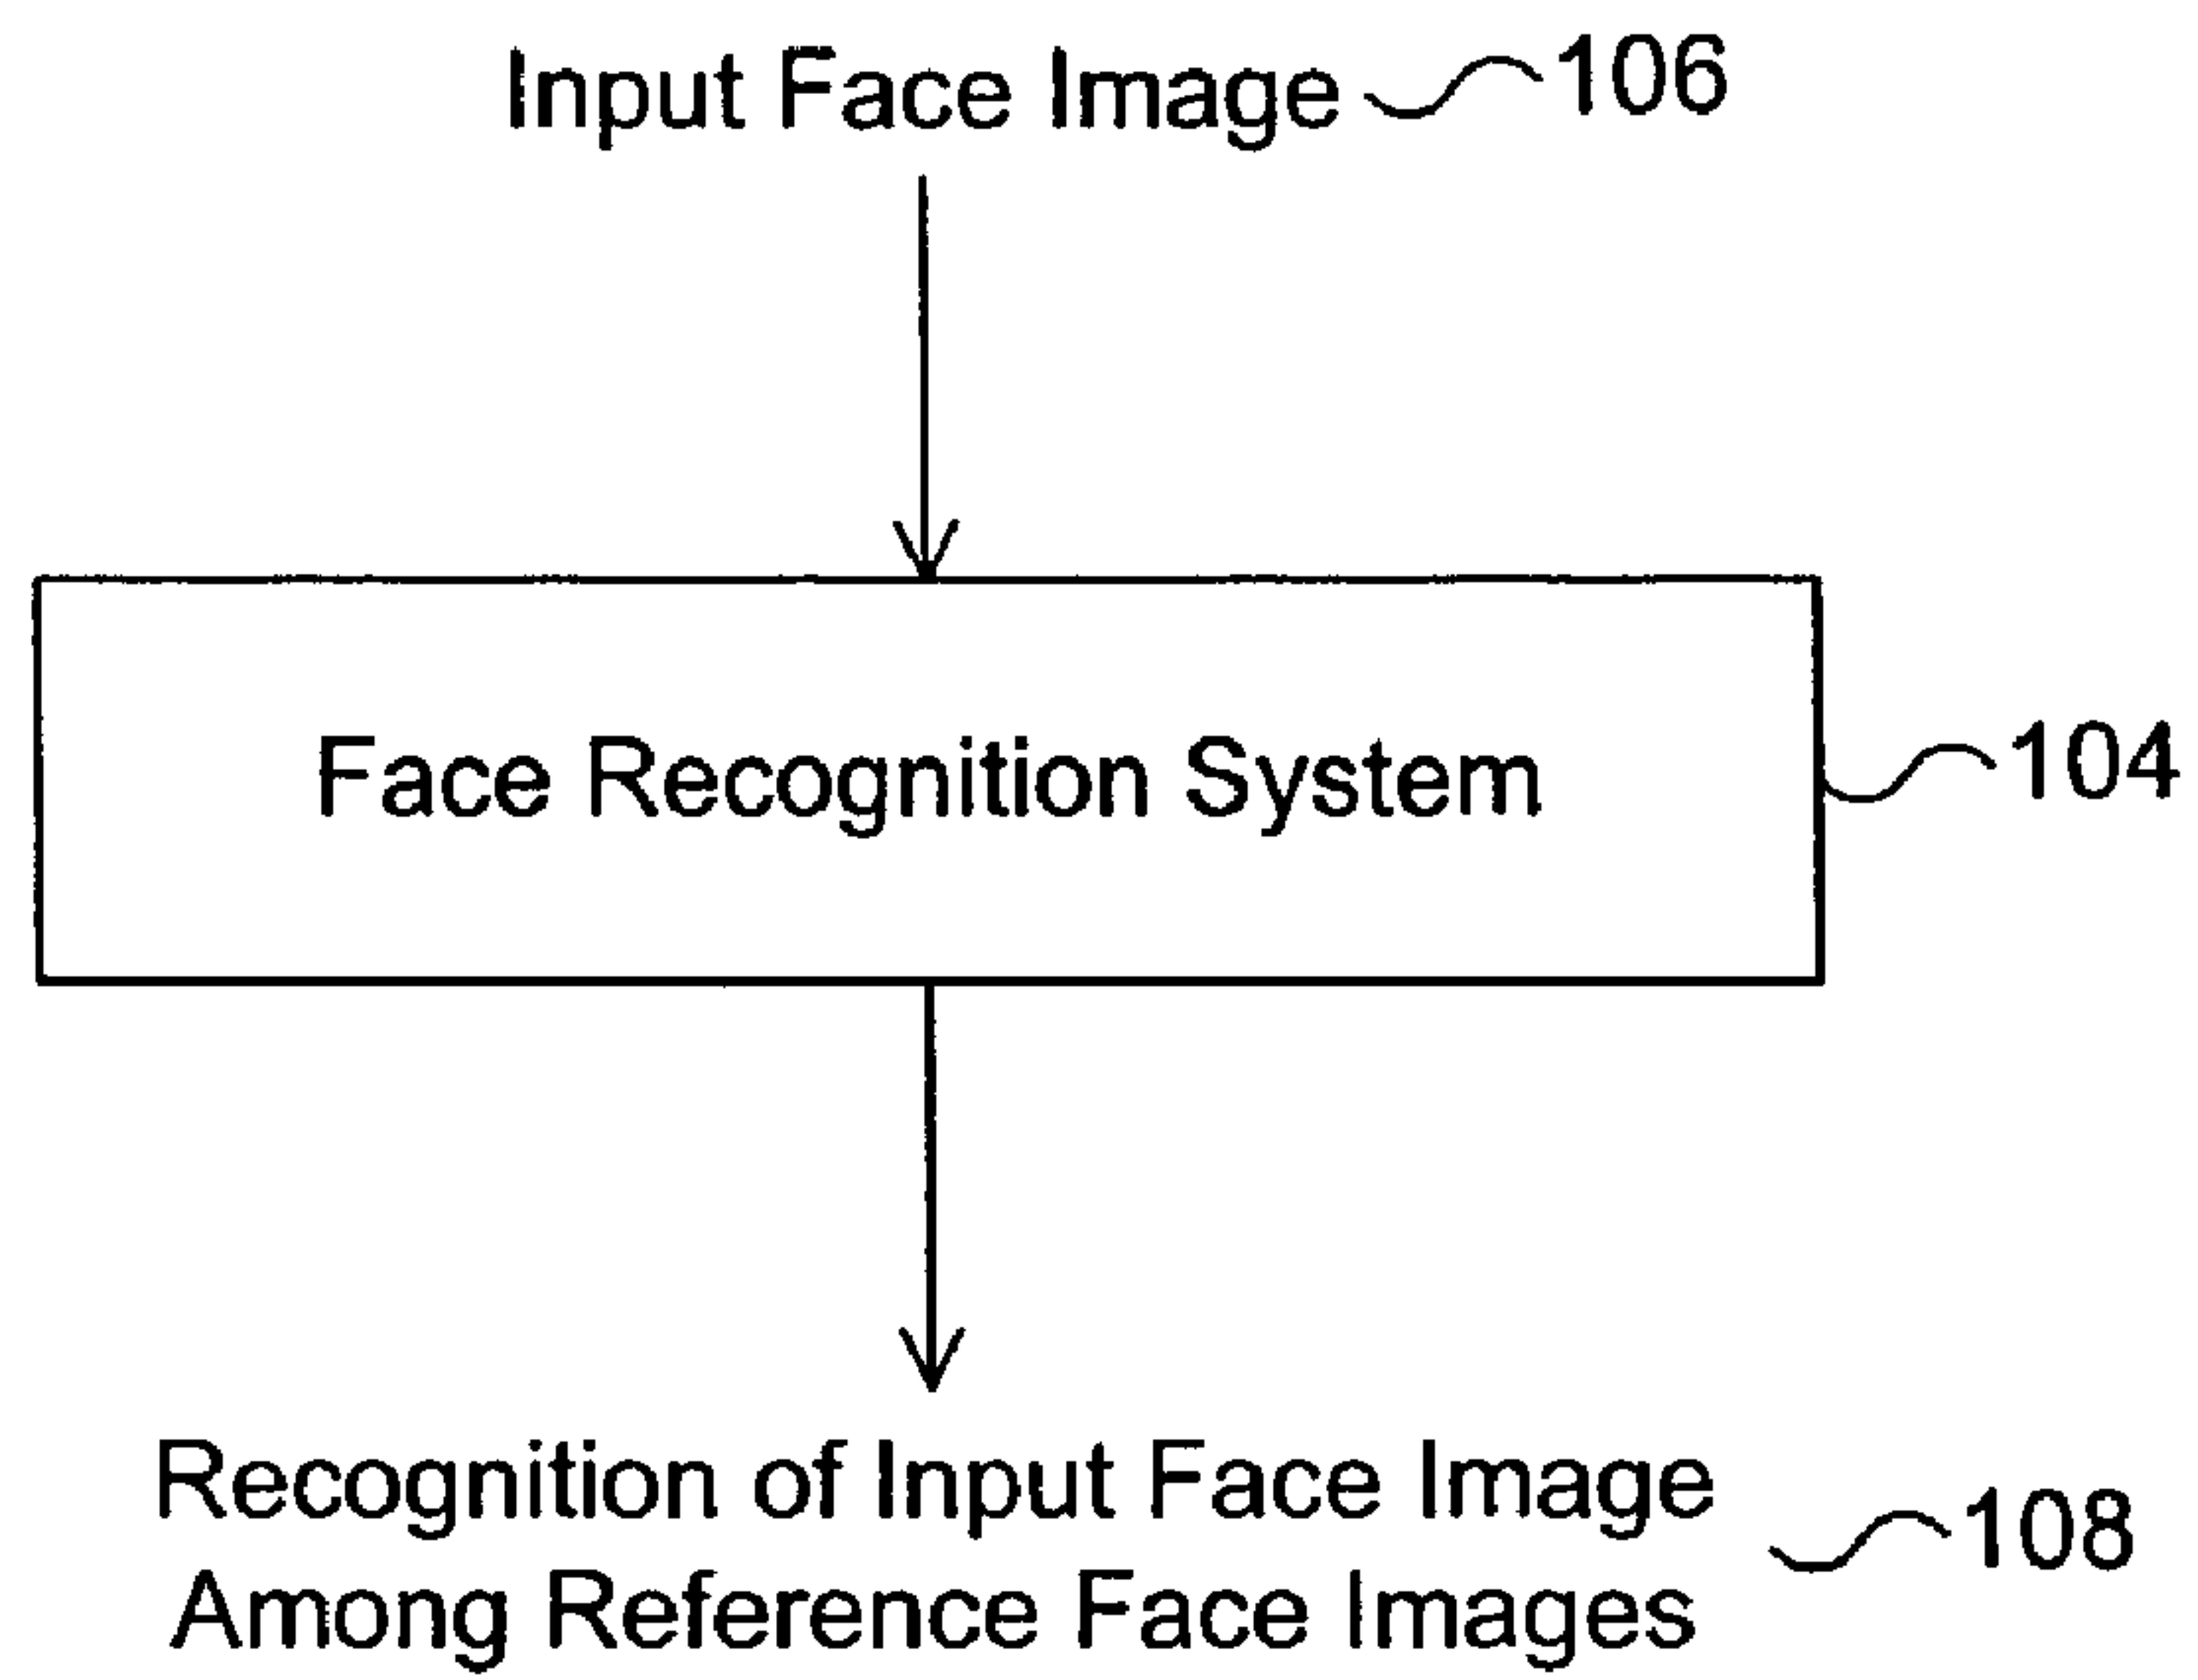 Input Face Image 106
Face Recognition System 104
Recognition of Input Face Image
Among Reference Face Images 108